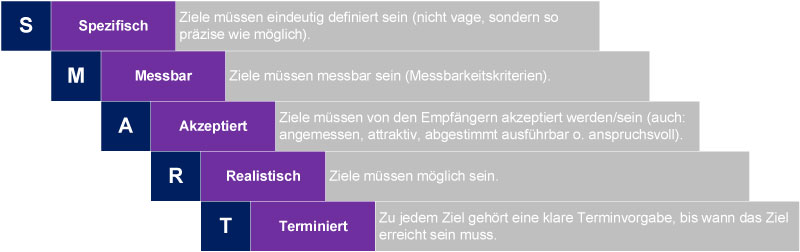 S Spezifisch Ziele müssen eindeutig definiert sein (nicht vage, sondern so
präzise wie möglich).
M Messbar Ziele müssen messbar sein (Messbarkeitskriterien).
A Akzeptiert Ziele müssen von den Empfängern akzeptiert werden/sein (auch:
angemessen, attraktiv, abgestimmt ausführbar o. anspruchsvoll).
R Realistisch Ziele müssen möglich sein.
T Terminiert Zu jedem Ziel gehört eine klare Terminvorgabe, bis wann das Ziel
erreicht sein muss.